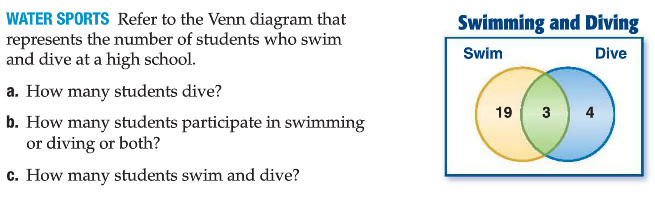 WATER SPORTS Refer to the Venn diagram that
represents the number of students who swim
and dive at a high school.
a. How many students dive?
b. How many students participate in swimming
or diving or both?
c. How many students swim and dive?
Swimming and Diving
Swim Dive
19 3 4